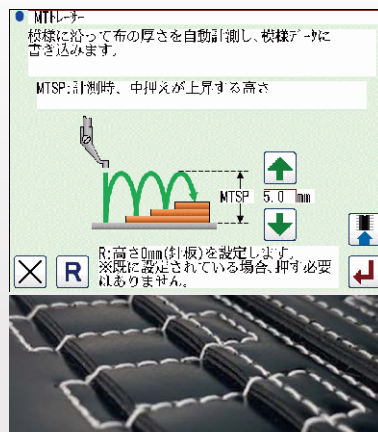 MTトレーサー
模様に沿って布の厚さを自動計測し、模様データに
書き込みます。
MTSP:計測時、中押えが上昇する高さ
MTSP 5.0 mm
R:高さ0mm(針板)を設定します。
※既に設定されている場合、押す必要
はありません。
R